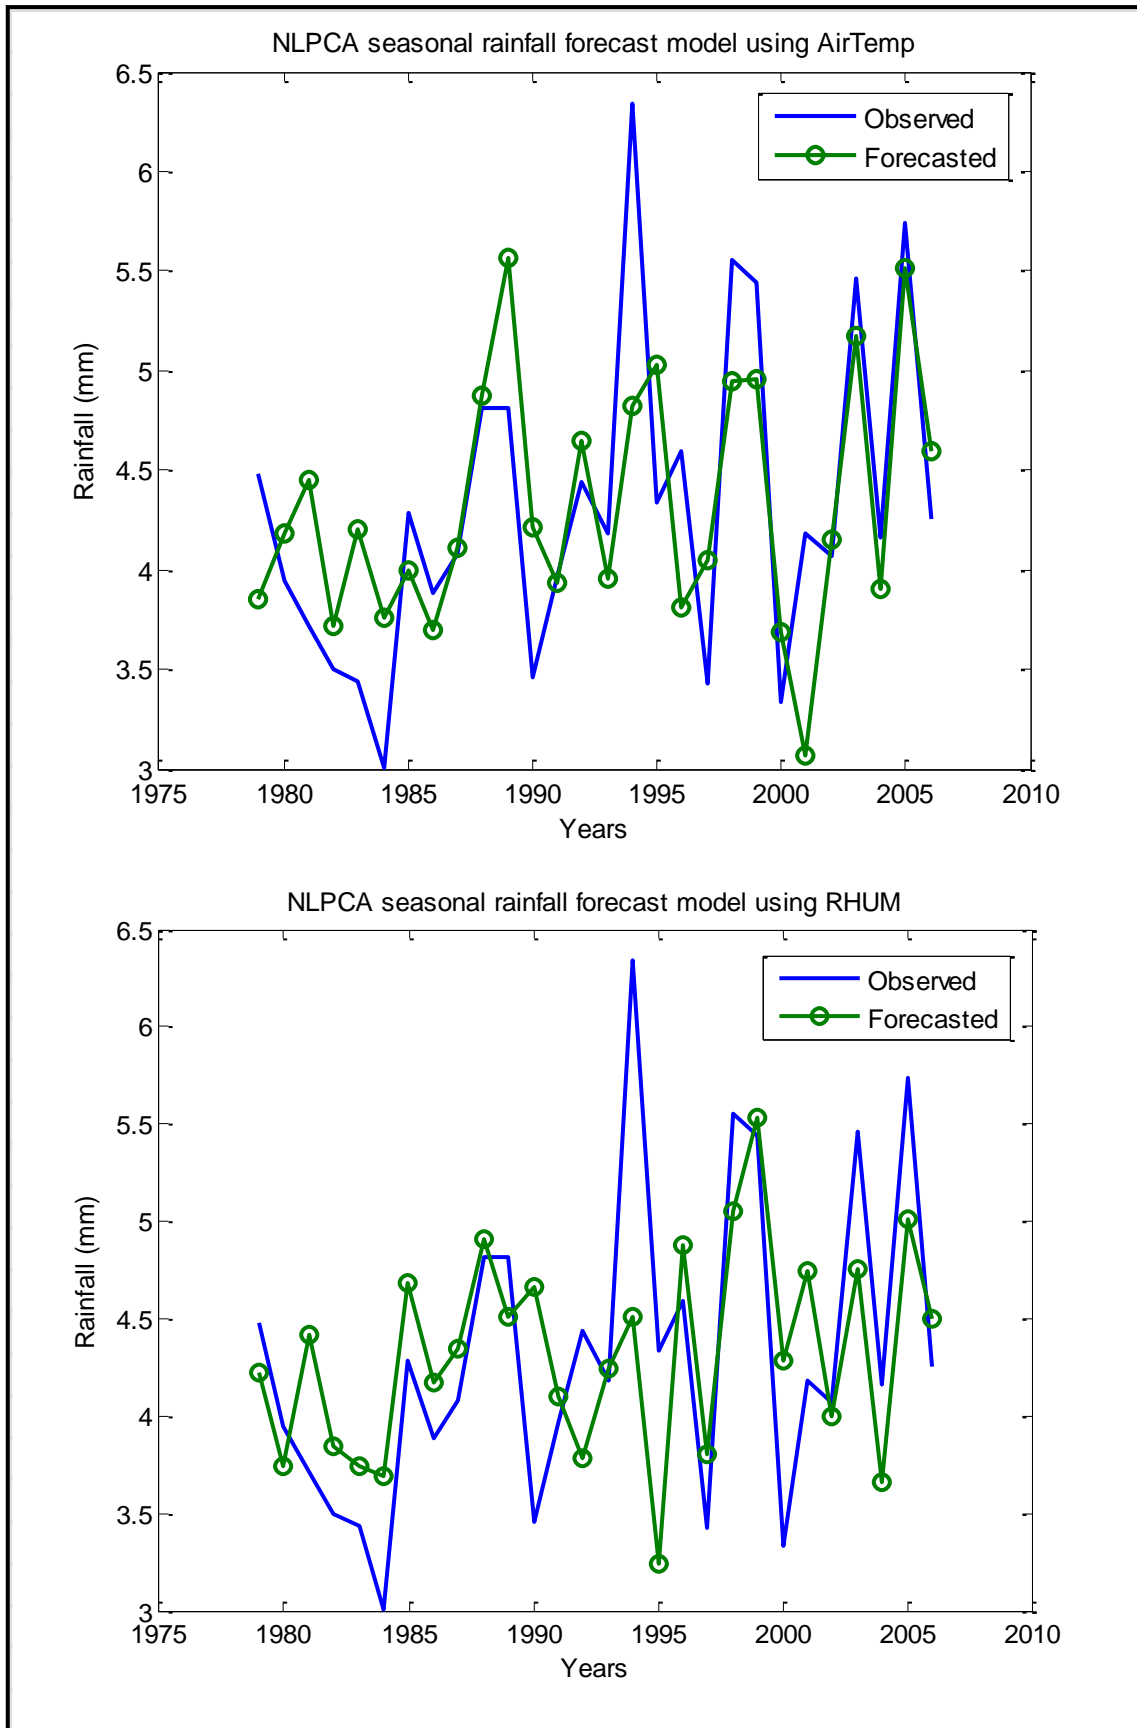 NLPCA seasonal rainfall forecast model using AirTemp
6.5
6
5.5
5
4.5
4
3.5
3
Rainfall (mm)
Observed
Forecasted
1975 1980 1985 1990 1995 2000 2005 2010
Years
NLPCA seasonal rainfall forecast model using RHUM
6.5
6
5.5
5
4.5
4
3.5
3
Rainfall (mm)
Observed
Forecasted
1975 1980 1985 1990 1995 2000 2005 2010
Years